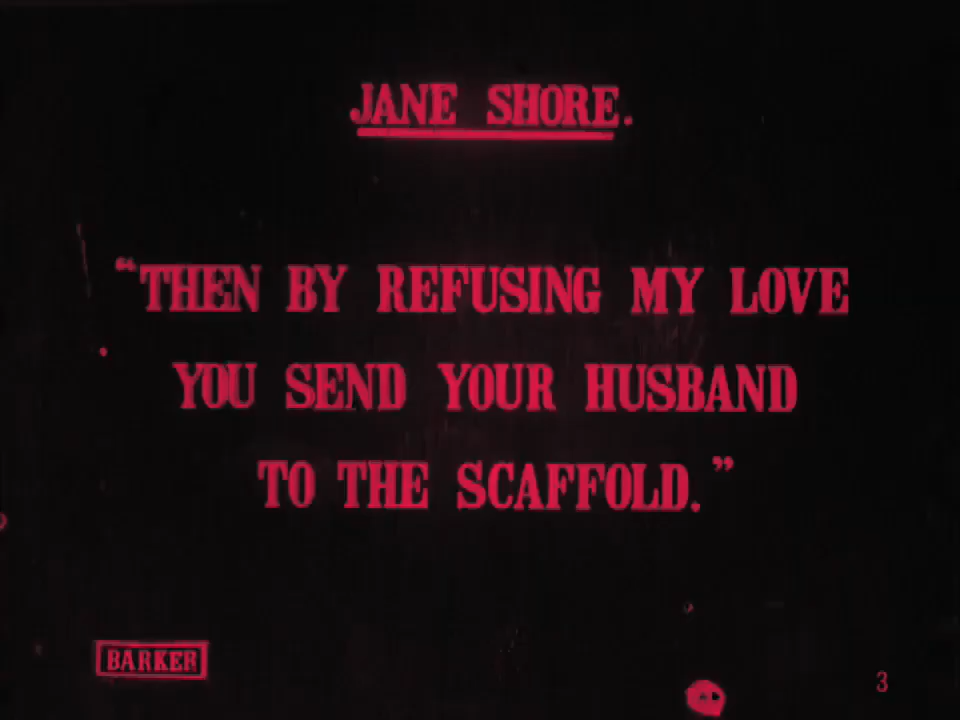 JANE SHORE.
“THEN BY REFUSING MY LOVE
YOU SEND YOUR HUSBAND
TO THE SCAFFOLD.”
BARKER
3